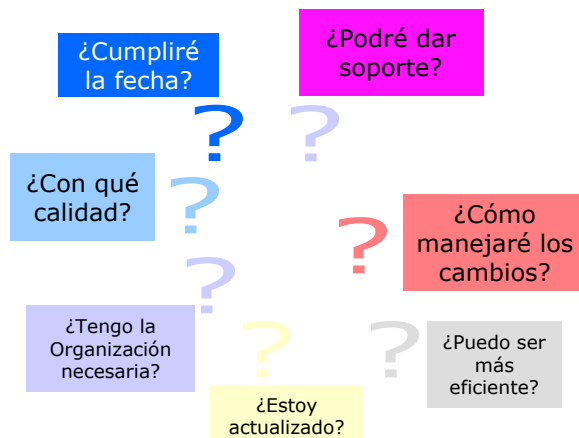 ¿Cumpliré
la fecha?
¿Podré dar
soporte?
?
?
¿Con qué
calidad?
?
¿Cómo
manejaré los
cambios?
?
?
¿Tengo la
Organización
necesaria?
?
?
¿Puedo ser
más
eficiente?
¿Estoy
actualizado?